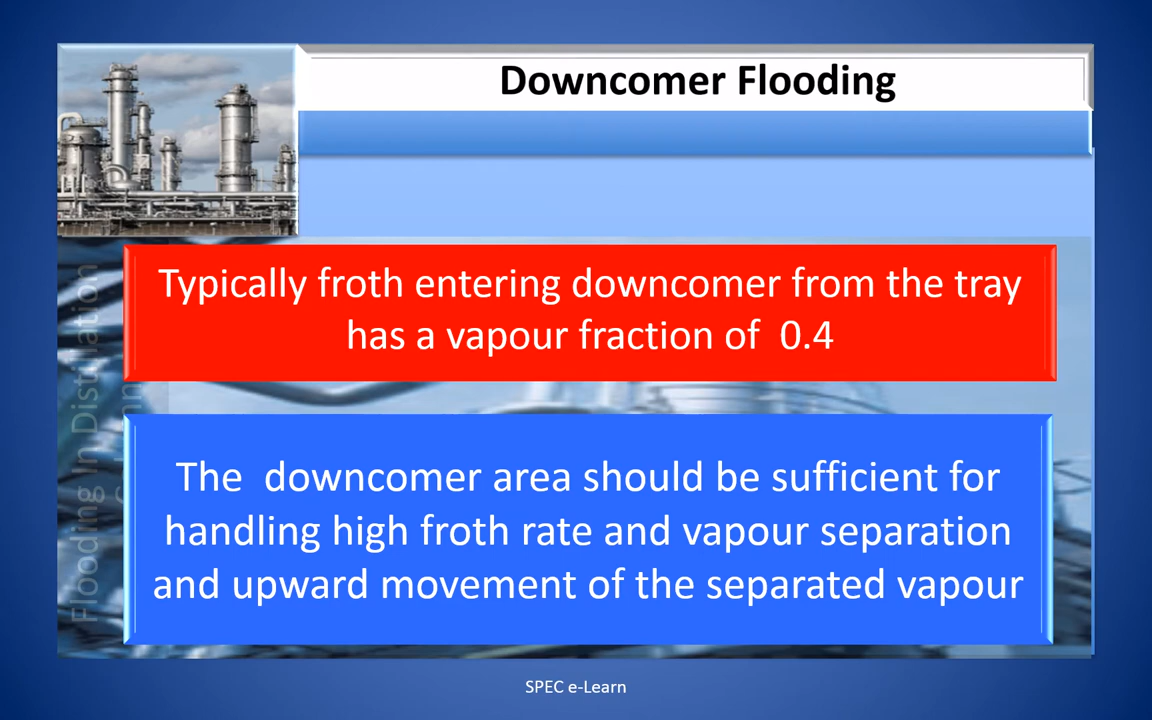 Downcomer Flooding
Typically froth entering downcomer from the tray
has a vapour fraction of 0.4
The downcomer area should be sufficient for
handling high froth rate and vapour separation
and upward movement of the separated vapour
Flooding In Distillation
SPEC e-Learn